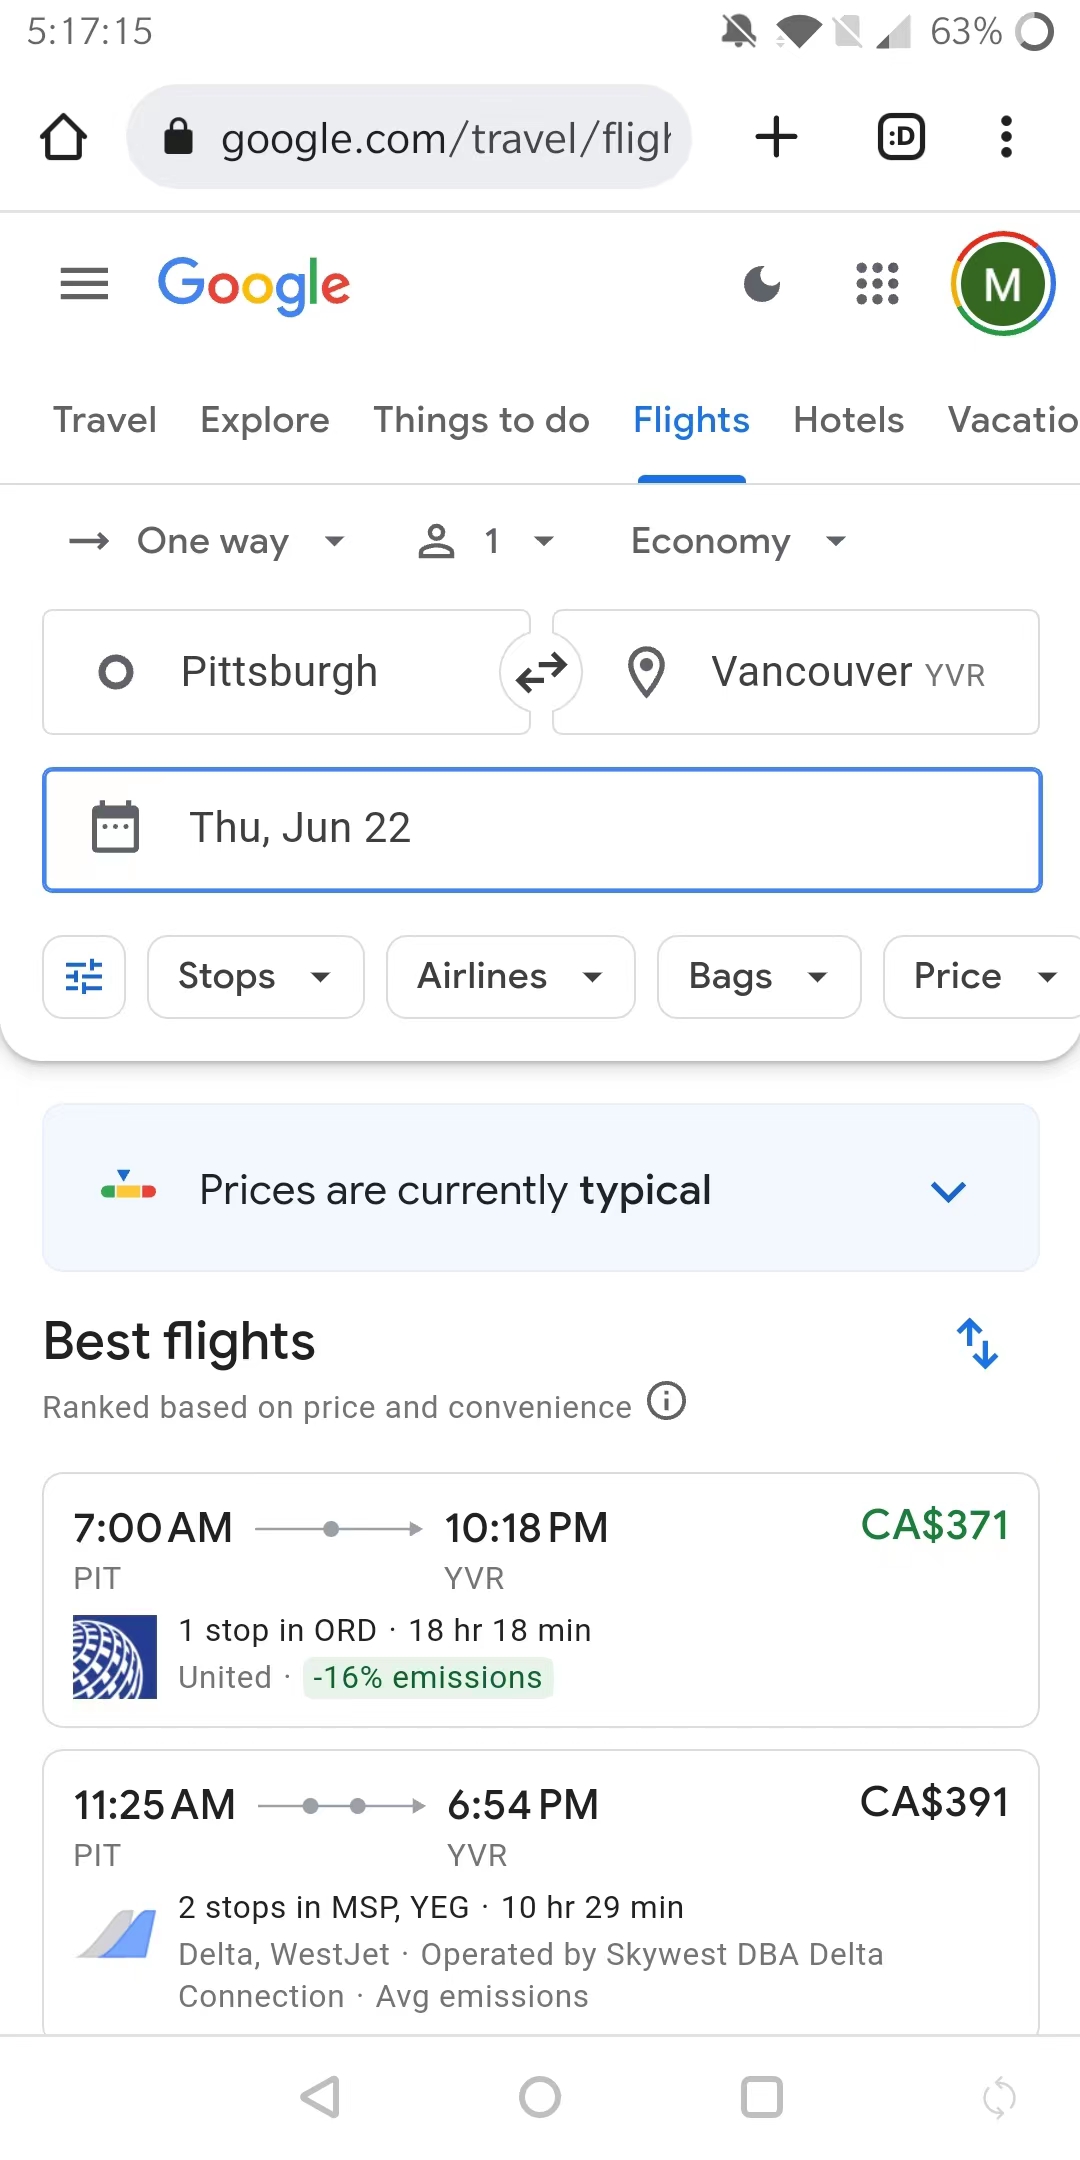 5:17:15 63%
google.com/travel/fligh :D
Google M
Travel Explore Things to do Flights Hotels Vacatio
One way 1 Economy
Pittsburgh Vancouver YVR
Thu, Jun 22
Stops Airlines Bags Price
Prices are currently typical
Best flights
Ranked based on price and convenience
7:00 AM 10:18 PM CA$371
PIT YVR
1 stop in ORD · 18 hr 18 min
United · -16% emissions
11:25 AM 6:54 PM CA$391
PIT YVR
2 stops in MSP, YEG · 10 hr 29 min
Delta, WestJet · Operated by Skywest DBA Delta
Connection · Avg emissions